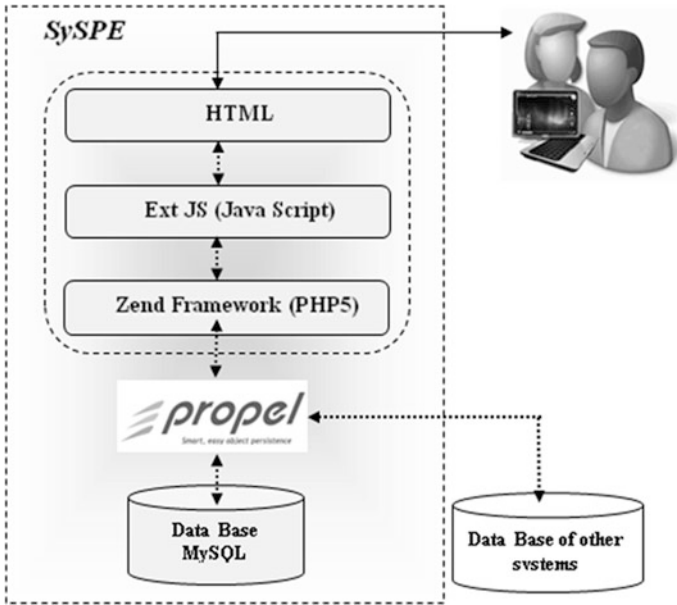 SySPE
HTML
Ext JS (Java Script)
Zend Framework (PHP5)
propel
Smart, easy object persistence
Data Base
MySQL
Data Base of other
systems